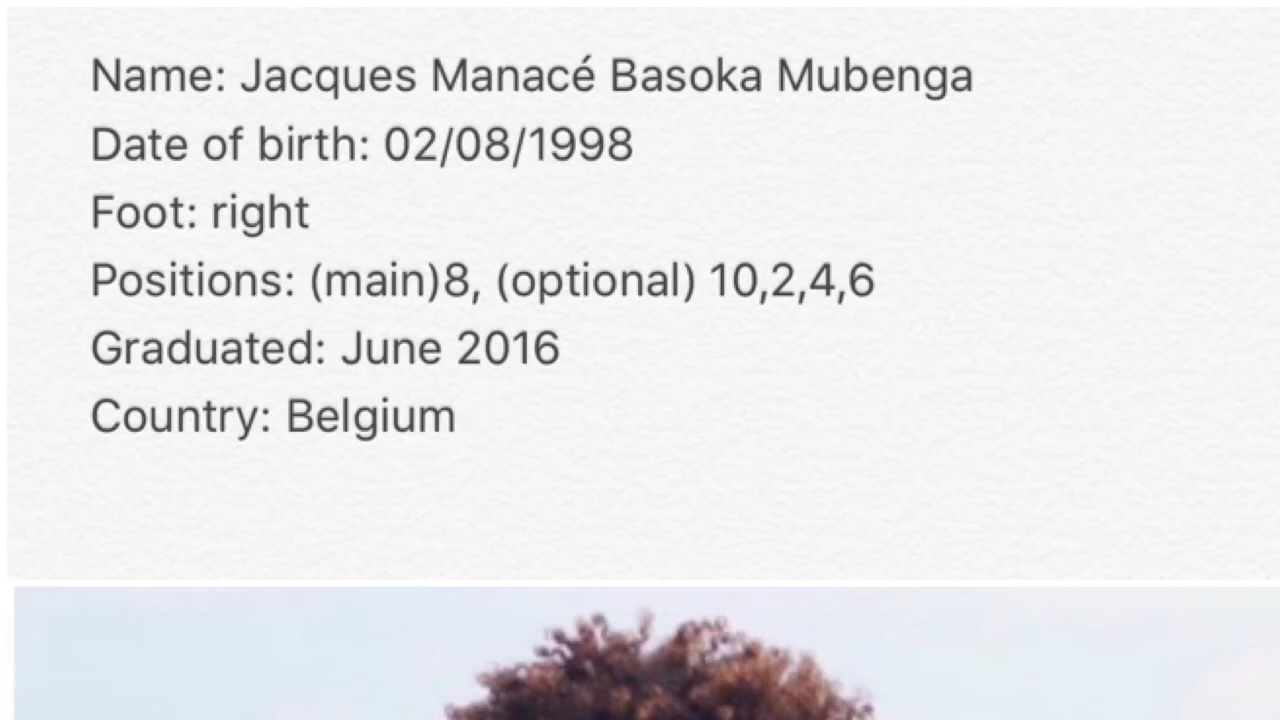 Name: Jacques Manacé Basoka Mubenga
Date of birth: 02/08/1998
Foot: right
Positions: (main)8, (optional) 10,2,4,6
Graduated: June 2016
Country: Belgium